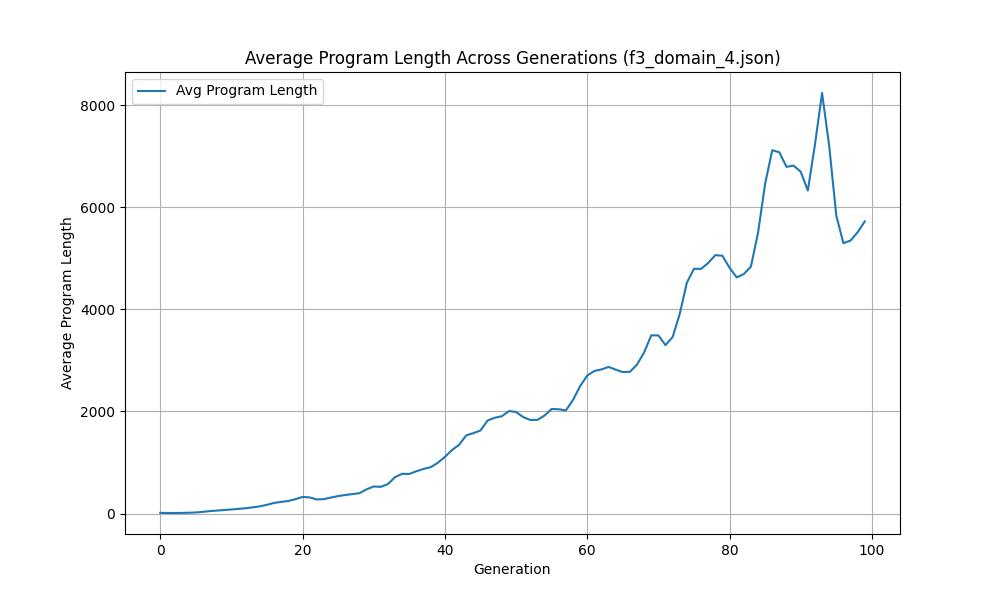 Average Program Length Across Generations (f3_domain_4.json)
Avg Program Length
Average Program Length
8000
6000
4000
2000
0
0 20 40 60 80 100
Generation